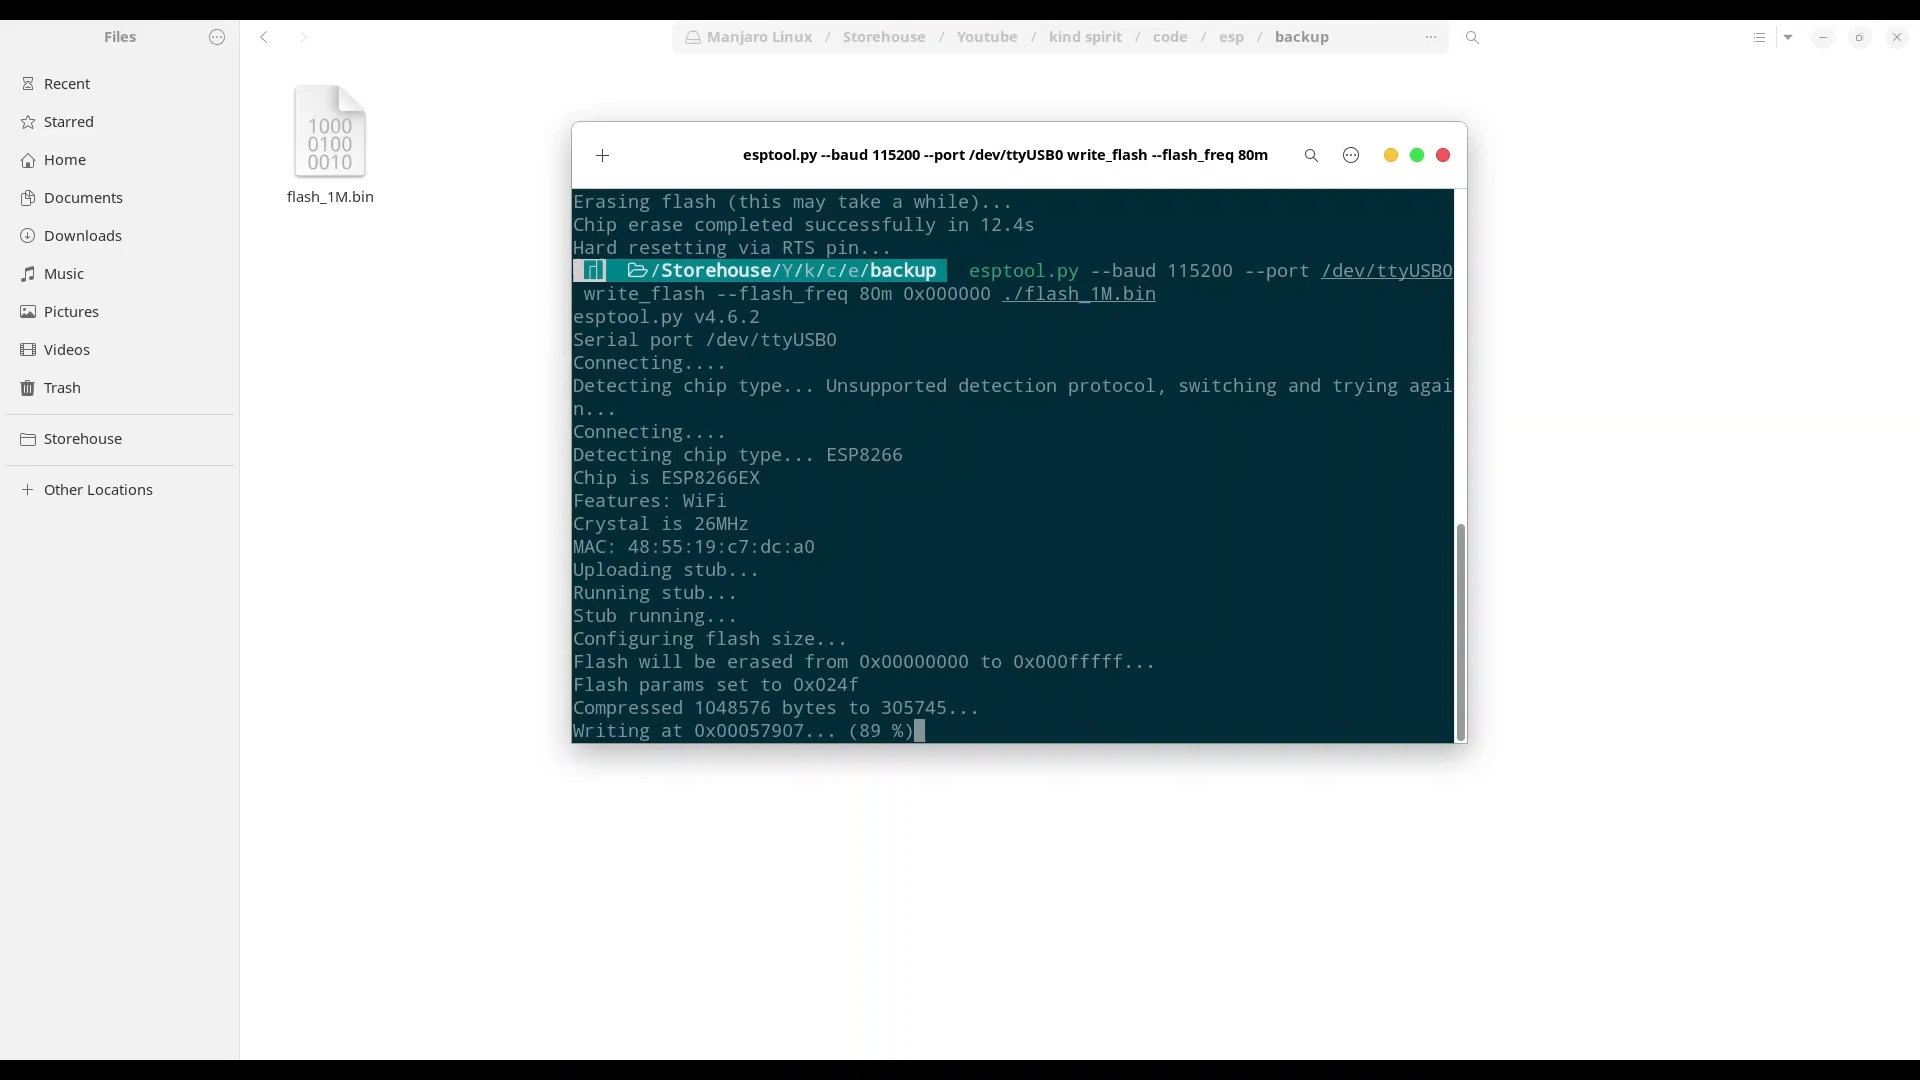 Files
Manjaro Linux / Storehouse / Youtube / kind spirit / code / esp / backup
Recent
Starred
Home
Documents
Downloads
Music
Pictures
Videos
Trash
Storehouse
Other Locations
1000
0100
0010
flash_1M.bin
esptool.py --baud 115200 --port /dev/ttyUSB0 write_flash --flash_freq 80m
Erasing flash (this may take a while)...
Chip erase completed successfully in 12.4s
Hard resetting via RTS pin...
/Storehouse/Y/k/c/e/backup esptool.py --baud 115200 --port /dev/ttyUSB0
write_flash --flash_freq 80m 0x000000 ./flash_1M.bin
esptool.py v4.6.2
Serial port /dev/ttyUSB0
Connecting....
Detecting chip type... Unsupported detection protocol, switching and trying agai
n...
Connecting....
Detecting chip type... ESP8266
Chip is ESP8266EX
Features: WiFi
Crystal is 26MHz
MAC: 48:55:19:c7:dc:a0
Uploading stub...
Running stub...
Stub running...
Configuring flash size...
Flash will be erased from 0x00000000 to 0x000fffff...
Flash params set to 0x024f
Compressed 1048576 bytes to 305745...
Writing at 0x00057907... (89 %)